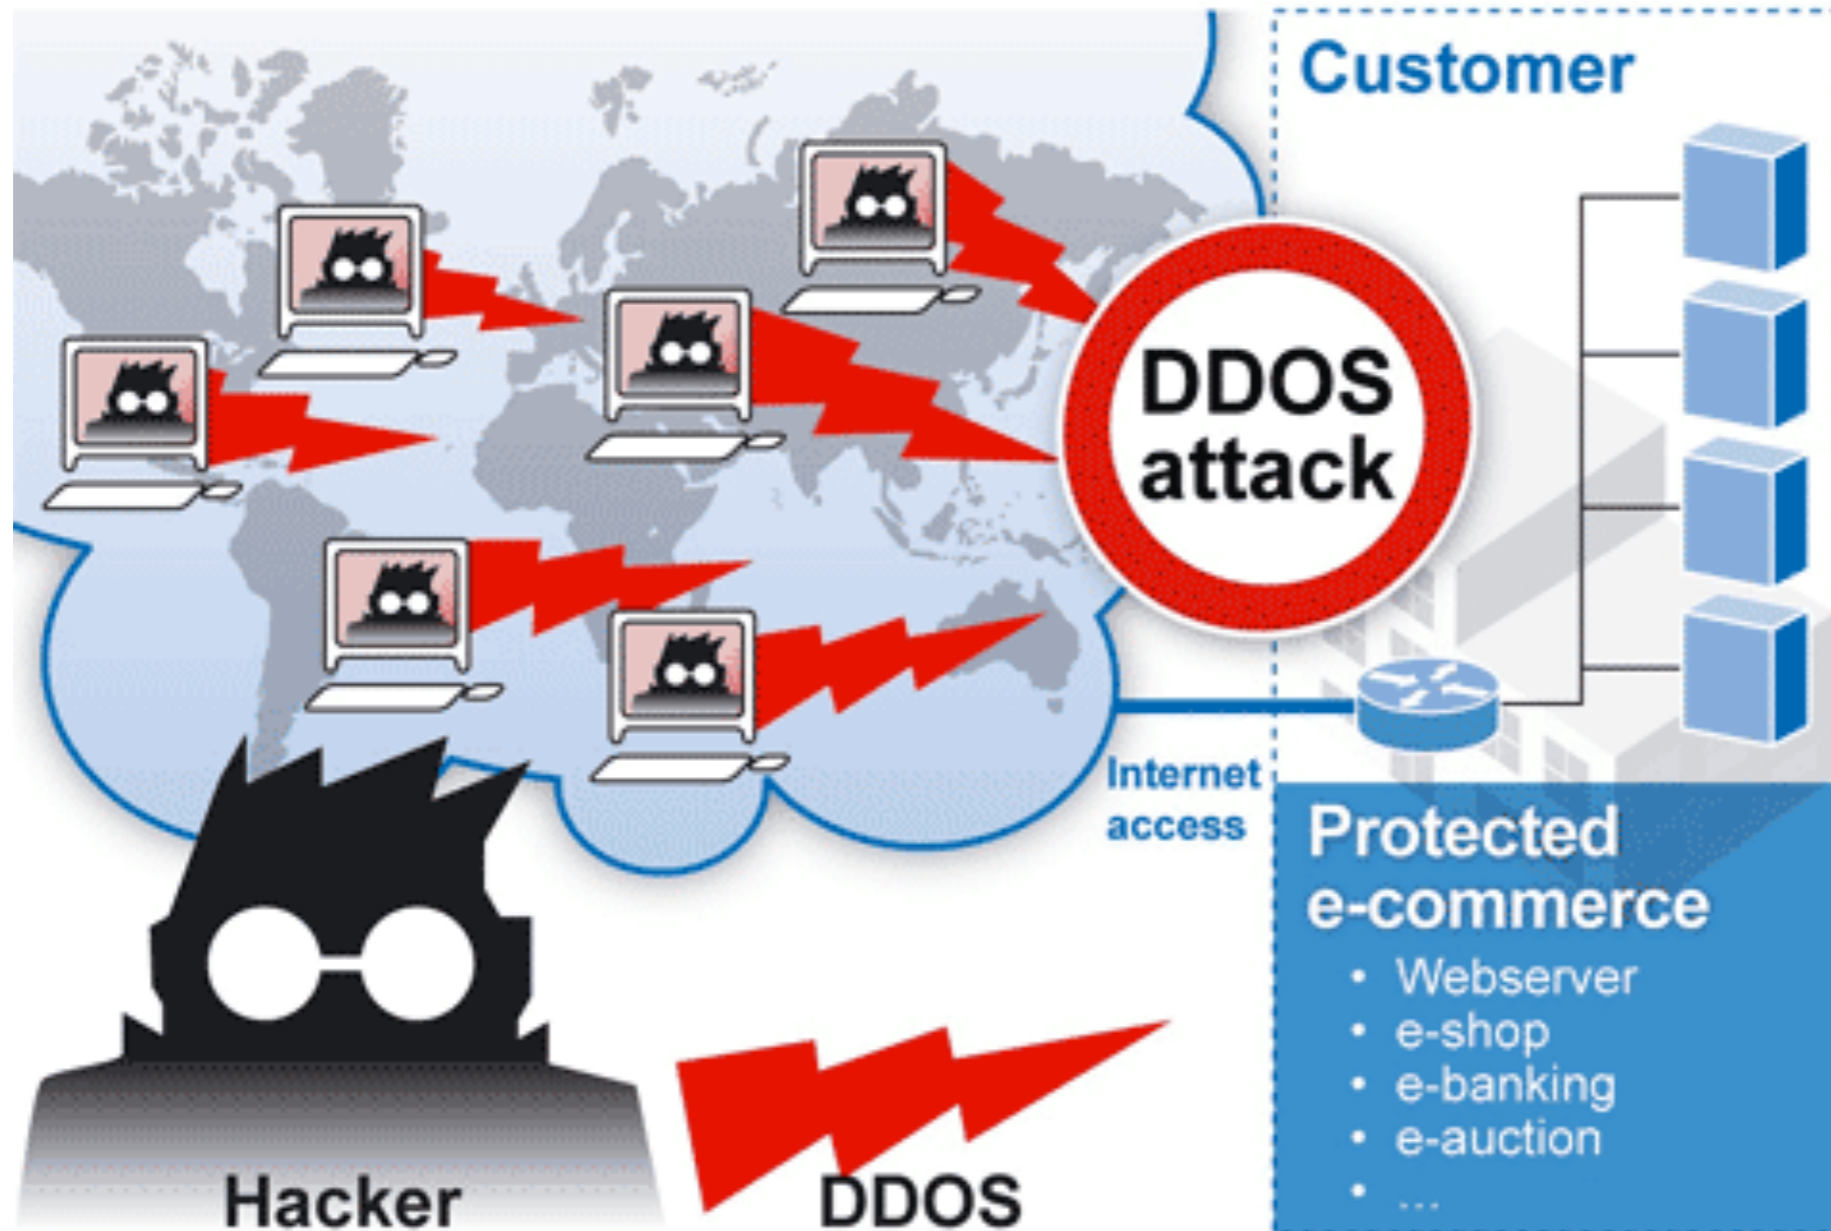 Customer
DDOS
attack
Internet
access
Protected
e-commerce
• Webserver
• e-shop
• e-banking
• e-auction
• ...
Hacker
DDOS